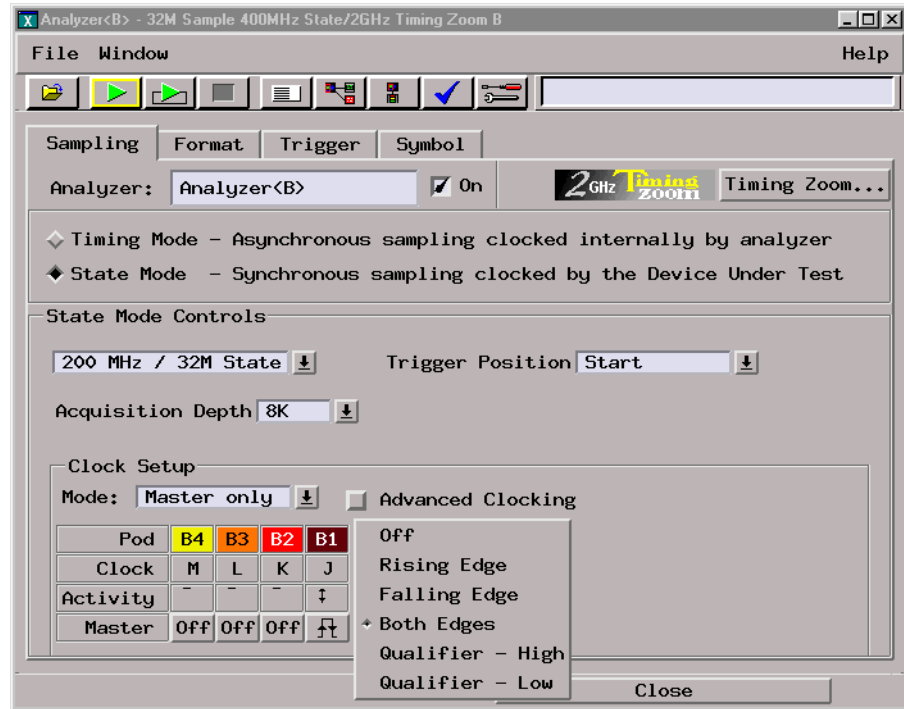 X Analyzer<B> - 32M Sample 400MHz State/2GHz Timing Zoom B
File Window Help
Sampling Format Trigger Symbol
Analyzer: Analyzer<B> On 2 GHz Timing zoom Timing Zoom...
Timing Mode - Asynchronous sampling clocked internally by analyzer
State Mode - Synchronous sampling clocked by the Device Under Test
State Mode Controls
200 MHz / 32M State Trigger Position Start
Acquisition Depth 8K
Clock Setup
Mode: Master only Advanced Clocking
Pod B4 B3 B2 B1
Clock M L K J
Activity
Master Off Off Off
Off
Rising Edge
Falling Edge
Both Edges
Qualifier - High
Qualifier - Low
Close